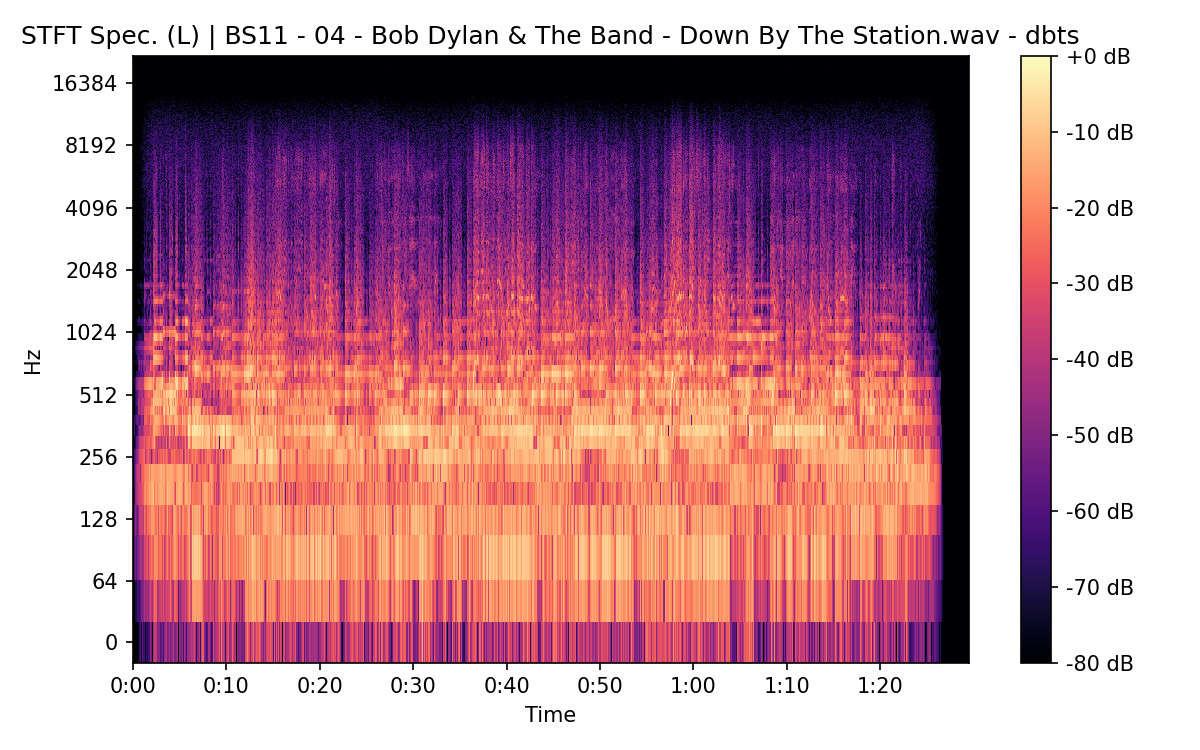 STFT Spec. (L) | BS11 - 04 - Bob Dylan & The Band - Down By The Station.wav - dbts
16384
8192
4096
2048
1024
512
256
128
64
0
Hz
0:00 0:10 0:20 0:30 0:40 0:50 1:00 1:10 1:20
Time
+0 dB
-10 dB
-20 dB
-30 dB
-40 dB
-50 dB
-60 dB
-70 dB
-80 dB